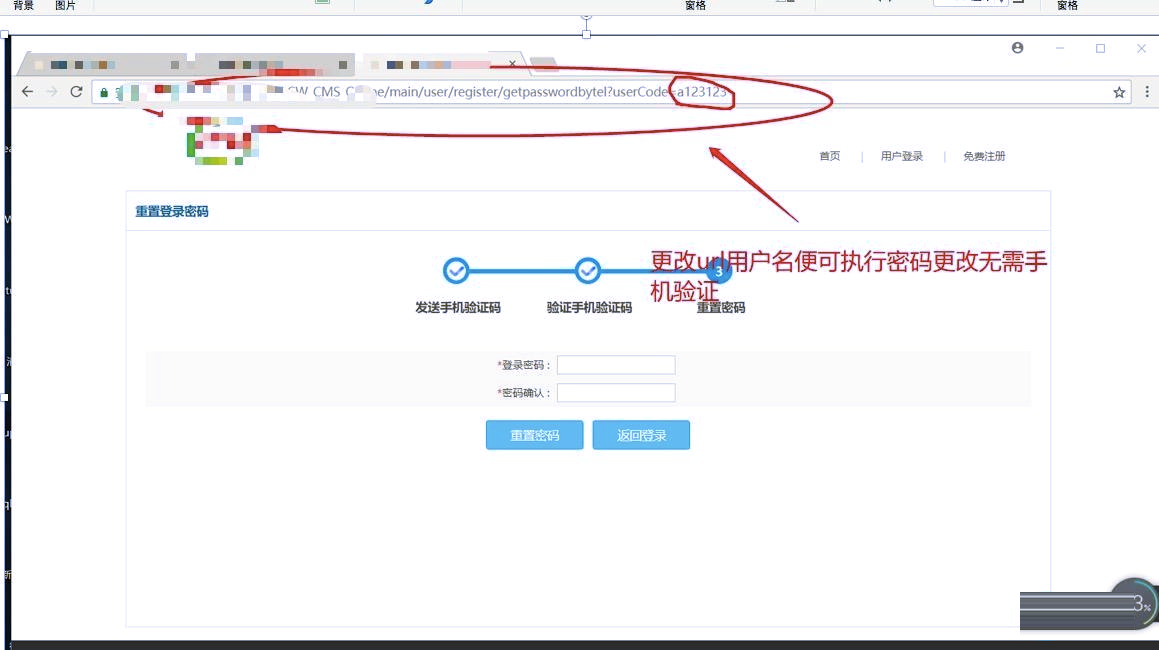 背景 图片 窗格 窗格
CW_CMS_C ne/main/user/register/getpasswordbytel?userCode=a123123
首页 | 用户登录 | 免费注册
重置登录密码
更改url用户名便可执行密码更改无需手
机验证
3
发送手机验证码 验证手机验证码 重置密码
*登录密码：
*密码确认：
重置密码 返回登录
3%